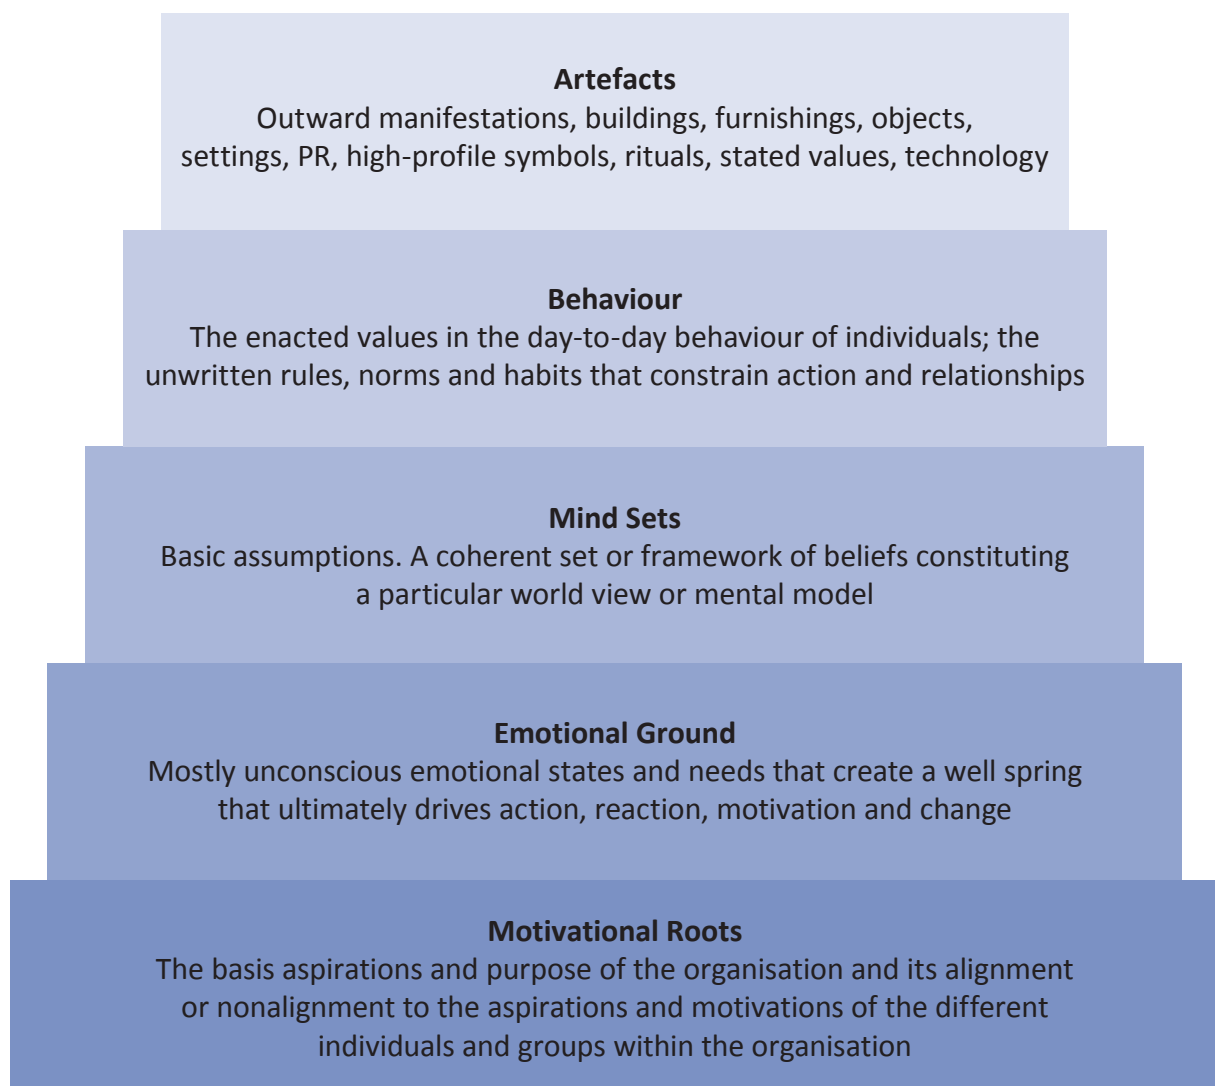 Artefacts
Outward manifestations, buildings, furnishings, objects,
settings, PR, high-profile symbols, rituals, stated values, technology
Behaviour
The enacted values in the day-to-day behaviour of individuals; the
unwritten rules, norms and habits that constrain action and relationships
Mind Sets
Basic assumptions. A coherent set or framework of beliefs constituting
a particular world view or mental model
Emotional Ground
Mostly unconscious emotional states and needs that create a well spring
that ultimately drives action, reaction, motivation and change
Motivational Roots
The basis aspirations and purpose of the organisation and its alignment
or nonalignment to the aspirations and motivations of the different
individuals and groups within the organisation